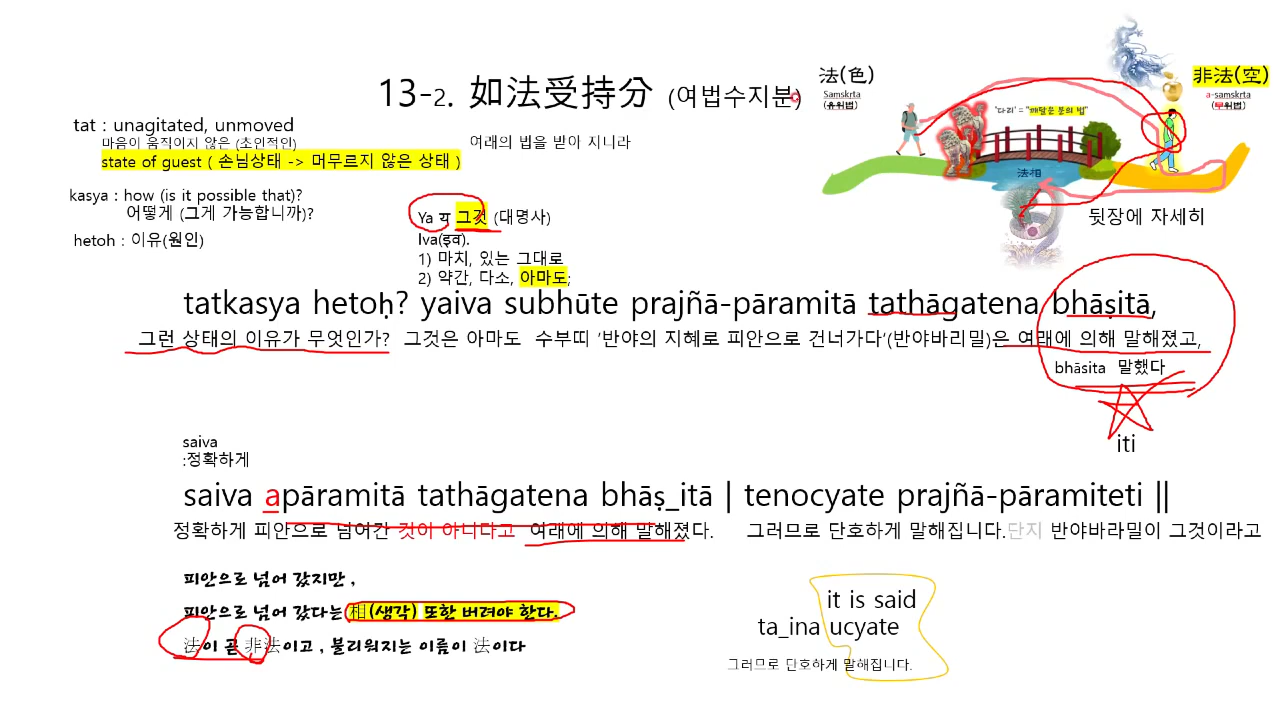 13-2. 如法受持分 (여법수지분)
여래의 법을 받아 지니라
tat : unagitated, unmoved
마음이 움직이지 않은 (초인적인)
state of guest ( 손님상태 -> 머무르지 않은 상태 )
kasya : how (is it possible that)?
어떻게 (그게 가능합니까)?
hetoh : 이유(원인)
Ya य 그것 (대명사)
Iva(इव).
1) 마치, 있는 그대로
2) 약간, 다소, 아마도;
法(色)
Samskrta
(유위법)
非法(空)
a-samskrta
(무위법)
'다리' = "깨달은 분의 법"
法相
뒷장에 자세히
tatkasya hetoḥ? yaiva subhūte prajñā-pāramitā tathāgatena bhāṣitā,
그런 상태의 이유가 무엇인가? 그것은 아마도 수부띠 '반야의 지혜로 피안으로 건너가다'(반야바리밀)은 여래에 의해 말해졌고,
bhāsita 말했다
iti
saiva
:정확하게
saiva apāramitā tathāgatena bhāṣ_itā | tenocyate prajñā-pāramiteti ||
정확하게 피안으로 넘어간 것이 아니다고 여래에 의해 말해졌다. 그러므로 단호하게 말해집니다.단지 반야바라밀이 그것이라고
피안으로 넘어 갔지만 ,
피안으로 넘어 갔다는 相(생각) 또한 버려야 한다.
法이 곧 非法이고 , 불리워지는 이름이 法이다
it is said
ta_ina ucyate
그러므로 단호하게 말해집니다.